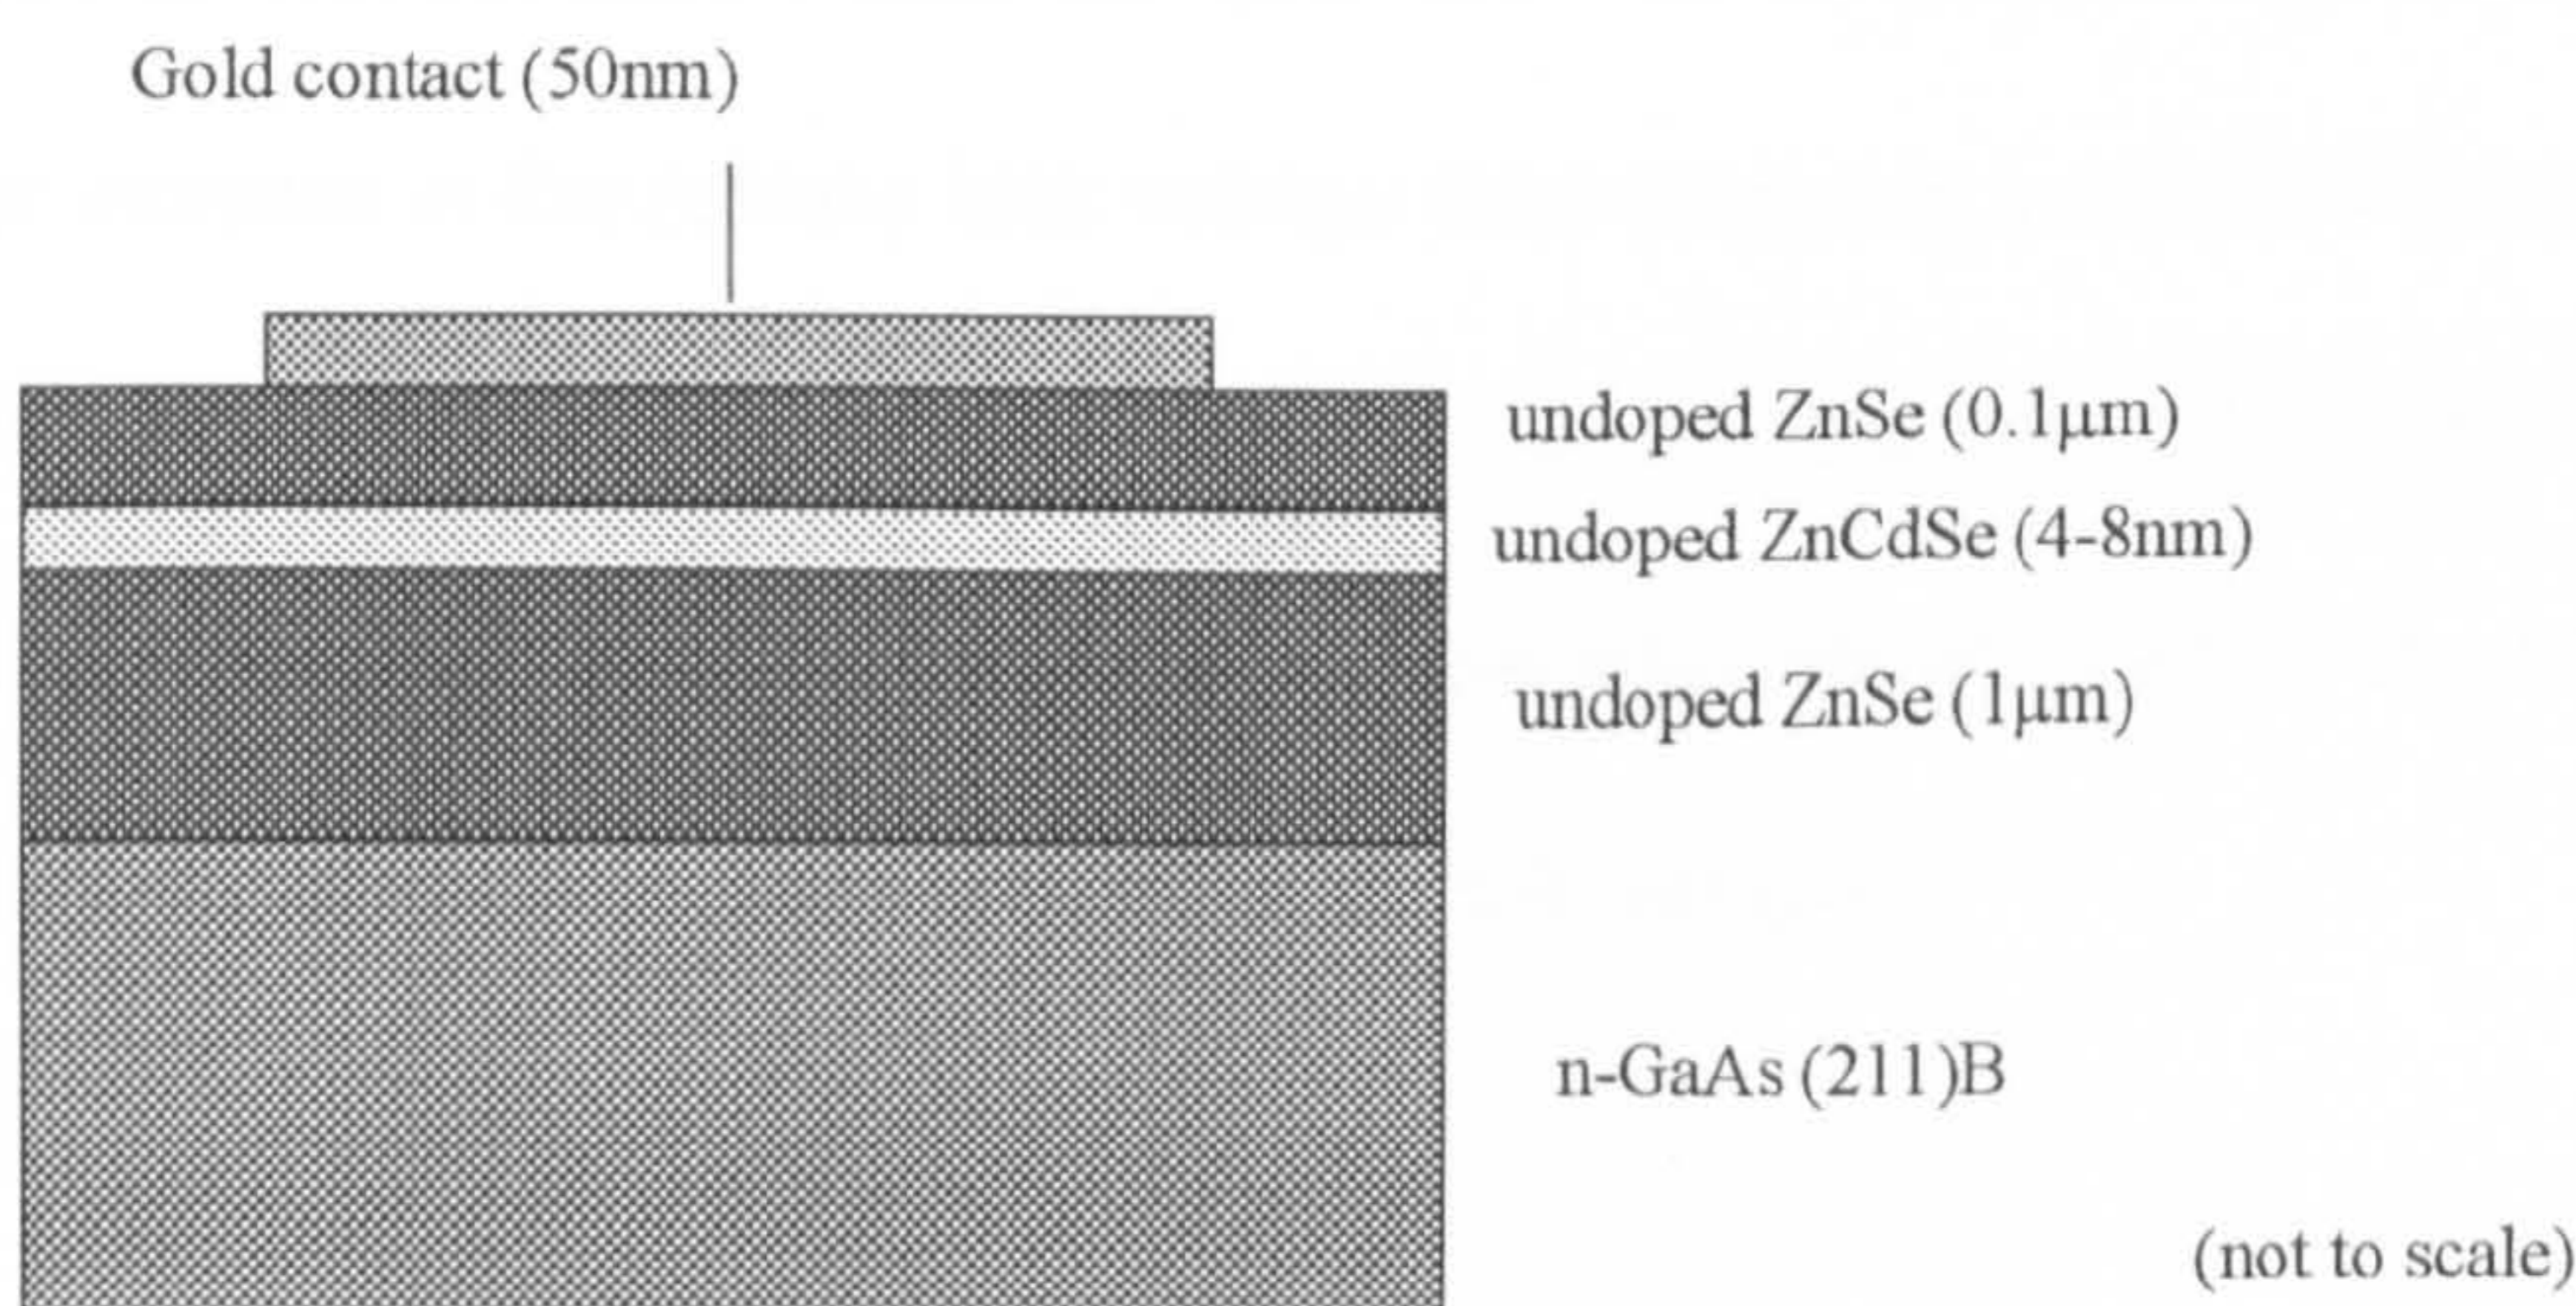 Gold contact (50nm)
undoped ZnSe (0.1μm)
undoped ZnCdSe (4-8nm)
undoped ZnSe (1μm)
n-GaAs (211)B
(not to scale)